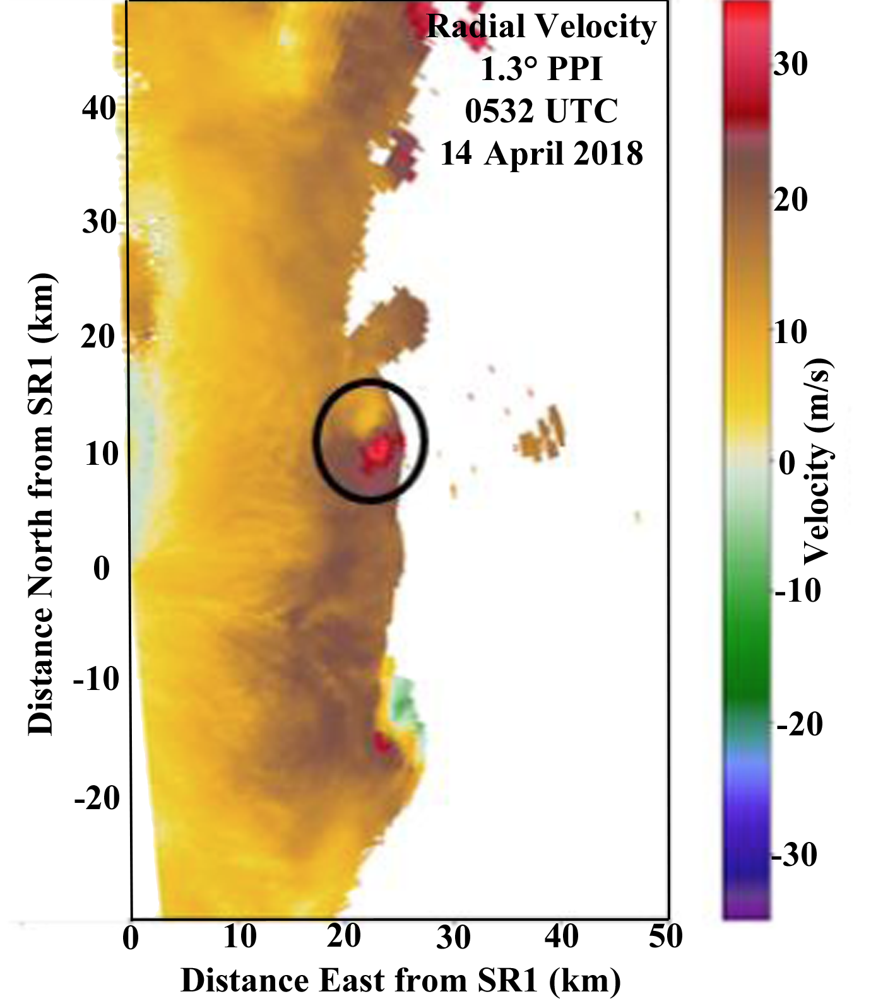 Radial Velocity
1.3° PPI
0532 UTC
14 April 2018
40
30
20
10
0
-10
-20
Distance North from SR1 (km)
0 10 20 30 40 50
Distance East from SR1 (km)
30
20
10
0
-10
-20
-30
Velocity (m/s)